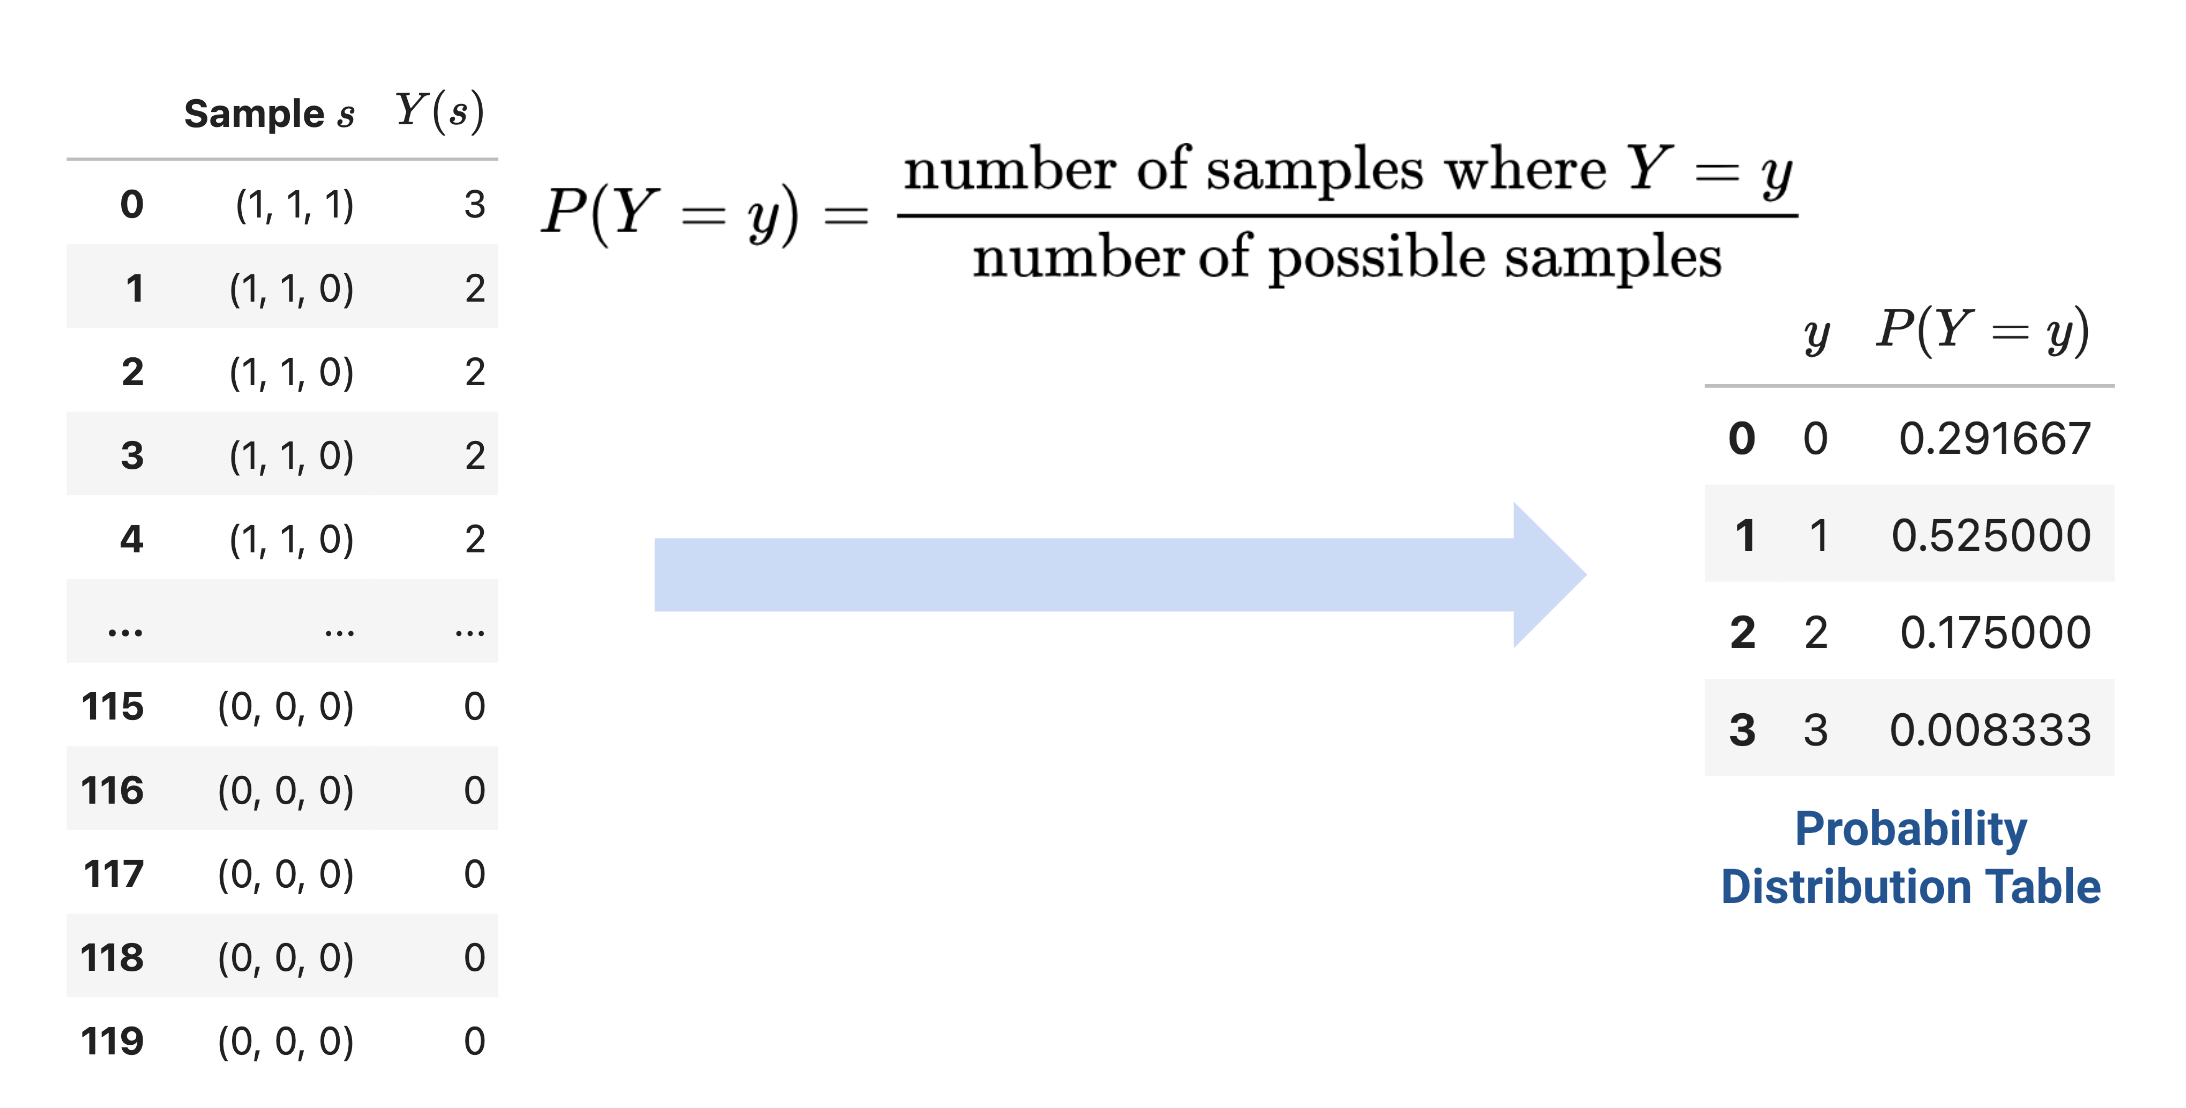 Sample s Y(s)
0 (1, 1, 1) 3
1 (1, 1, 0) 2
2 (1, 1, 0) 2
3 (1, 1, 0) 2
4 (1, 1, 0) 2
... ... ...
115 (0, 0, 0) 0
116 (0, 0, 0) 0
117 (0, 0, 0) 0
118 (0, 0, 0) 0
119 (0, 0, 0) 0
number of samples where Y = y
P(Y = y) =
number of possible samples
y P(Y = y)
0 0 0.291667
1 1 0.525000
2 2 0.175000
3 3 0.008333
Probability
Distribution Table